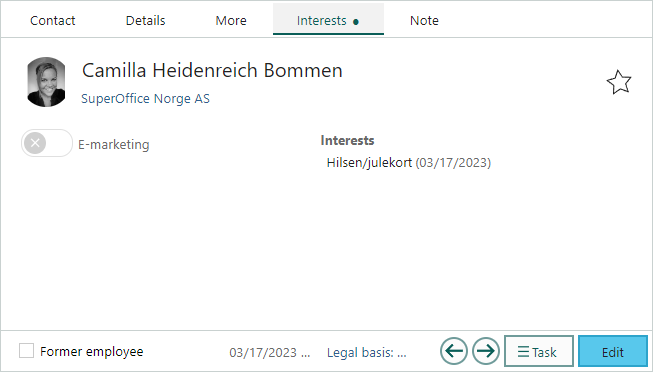 Contact Details More Interests Note
Camilla Heidenreich Bommen
SuperOffice Norge AS
E-marketing
Interests
Hilsen/julekort (03/17/2023)
Former employee 03/17/2023 ... Legal basis: ... Task Edit